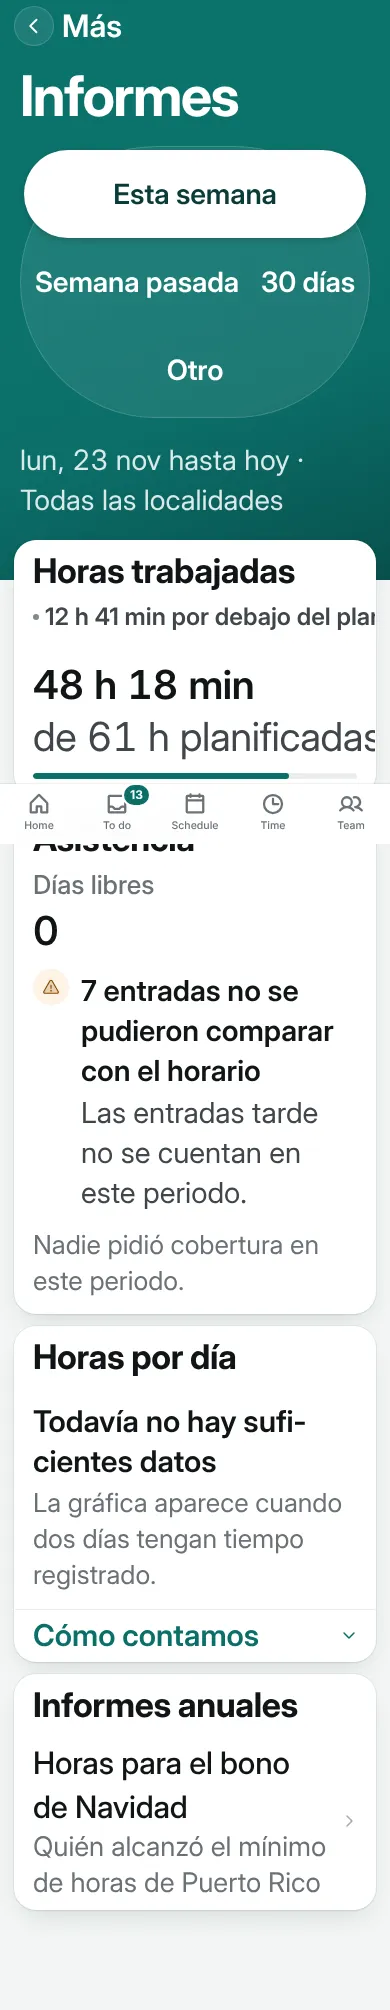 Más
Informes
Esta semana
Semana pasada 30 días
Otro
lun, 23 nov hasta hoy ·
Todas las localidades
Horas trabajadas
• 12 h 41 min por debajo del plan
48 h 18 min
de 61 h planificadas
Home
To do
13
Schedule
Time
Team
Asistencia
Días libres
0
7 entradas no se
pudieron comparar
con el horario
Las entradas tarde
no se cuentan en
este periodo.
Nadie pidió cobertura en
este periodo.
Horas por día
Todavía no hay sufi-
cientes datos
La gráfica aparece cuando
dos días tengan tiempo
registrado.
Cómo contamos
Informes anuales
Horas para el bono
de Navidad
Quién alcanzó el mínimo
de horas de Puerto Rico